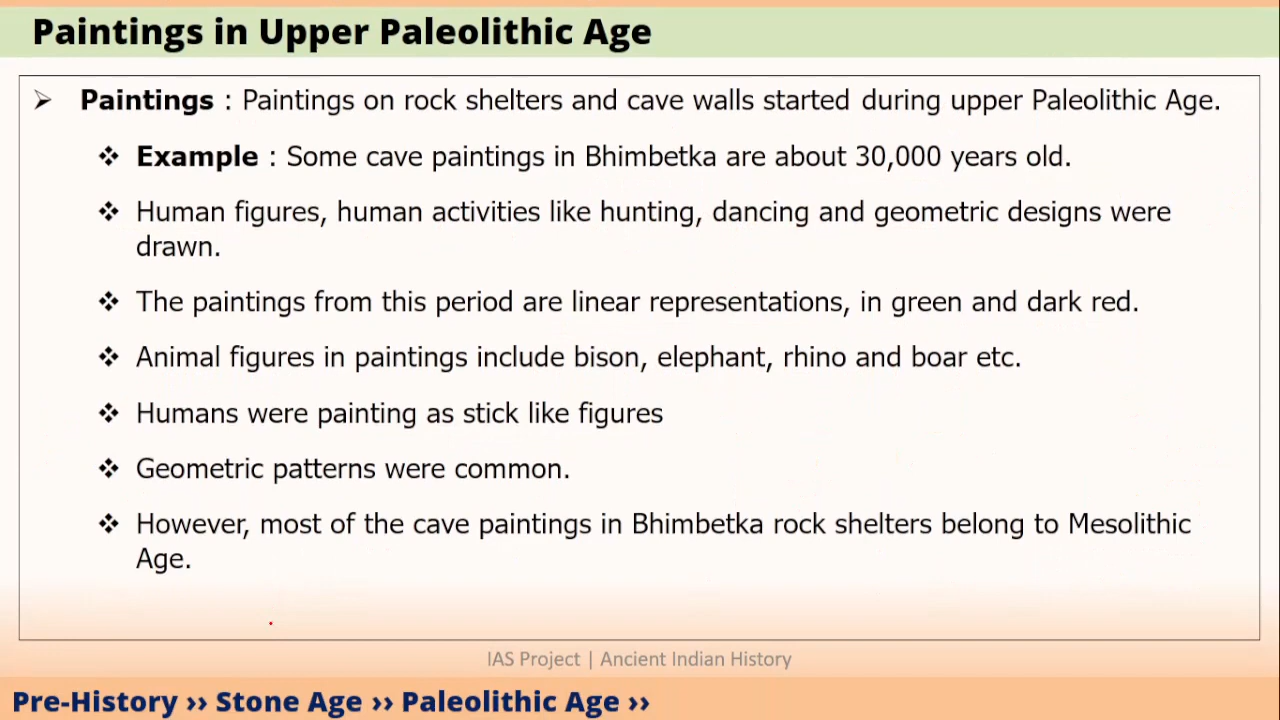 Paintings in Upper Paleolithic Age
➢ Paintings : Paintings on rock shelters and cave walls started during upper Paleolithic Age.
❖ Example : Some cave paintings in Bhimbetka are about 30,000 years old.
❖ Human figures, human activities like hunting, dancing and geometric designs were
drawn.
❖ The paintings from this period are linear representations, in green and dark red.
❖ Animal figures in paintings include bison, elephant, rhino and boar etc.
❖ Humans were painting as stick like figures
❖ Geometric patterns were common.
❖ However, most of the cave paintings in Bhimbetka rock shelters belong to Mesolithic
Age.
IAS Project | Ancient Indian History
Pre-History ›› Stone Age ›› Paleolithic Age ››